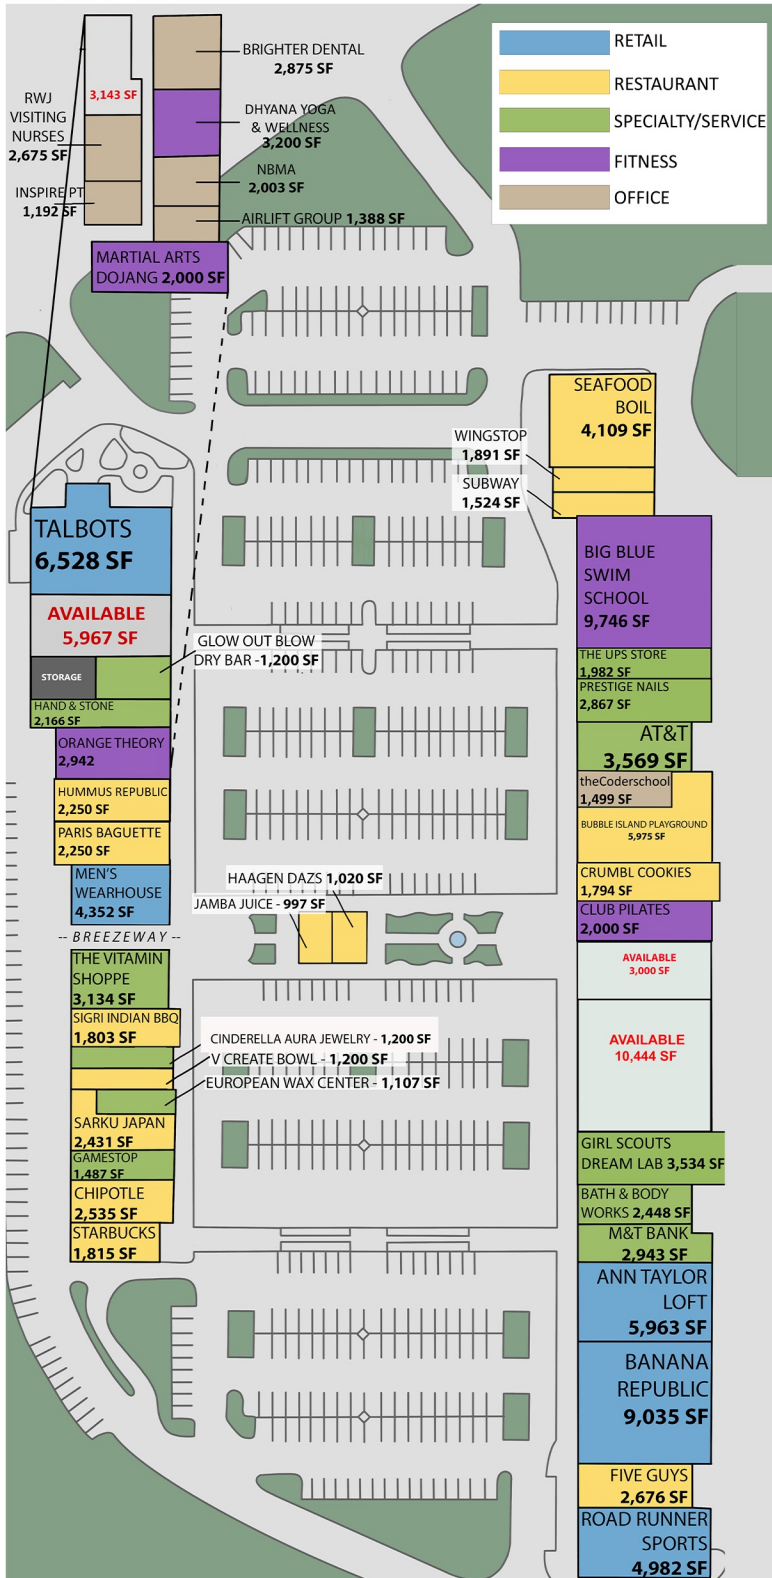 RETAIL
RESTAURANT
SPECIALTY/SERVICE
FITNESS
OFFICE
3,143 SF
RWJ
VISITING
NURSES
2,675 SF
INSPIRE PT
1,192 SF
BRIGHTER DENTAL
2,875 SF
DHYANA YOGA
& WELLNESS
3,200 SF
NBMA
2,003 SF
AIRLIFT GROUP 1,388 SF
MARTIAL ARTS
DOJANG 2,000 SF
TALBOTS
6,528 SF
AVAILABLE
5,967 SF
STORAGE
GLOW OUT BLOW
DRY BAR -1,200 SF
HAND & STONE
2,166 SF
ORANGE THEORY
2,942
HUMMUS REPUBLIC
2,250 SF
PARIS BAGUETTE
2,250 SF
MEN'S
WEARHOUSE
4,352 SF
-- BREEZEWAY --
THE VITAMIN
SHOPPE
3,134 SF
SIGRI INDIAN BBQ
1,803 SF
CINDERELLA AURA JEWELRY - 1,200 SF
V CREATE BOWL - 1,200 SF
EUROPEAN WAX CENTER - 1,107 SF
SARKU JAPAN
2,431 SF
GAMESTOP
1,487 SF
CHIPOTLE
2,535 SF
STARBUCKS
1,815 SF
HAAGEN DAZS 1,020 SF
JAMBA JUICE - 997 SF
SEAFOOD
BOIL
4,109 SF
WINGSTOP
1,891 SF
SUBWAY
1,524 SF
BIG BLUE
SWIM
SCHOOL
9,746 SF
THE UPS STORE
1,982 SF
PRESTIGE NAILS
2,867 SF
AT&T
3,569 SF
theCoderschool
1,499 SF
BUBBLE ISLAND PLAYGROUND
5,975 SF
CRUMBL COOKIES
1,794 SF
CLUB PILATES
2,000 SF
AVAILABLE
3,000 SF
AVAILABLE
10,444 SF
GIRL SCOUTS
DREAM LAB 3,534 SF
BATH & BODY
WORKS 2,448 SF
M&T BANK
2,943 SF
ANN TAYLOR
LOFT
5,963 SF
BANANA
REPUBLIC
9,035 SF
FIVE GUYS
2,676 SF
ROAD RUNNER
SPORTS
4,982 SF